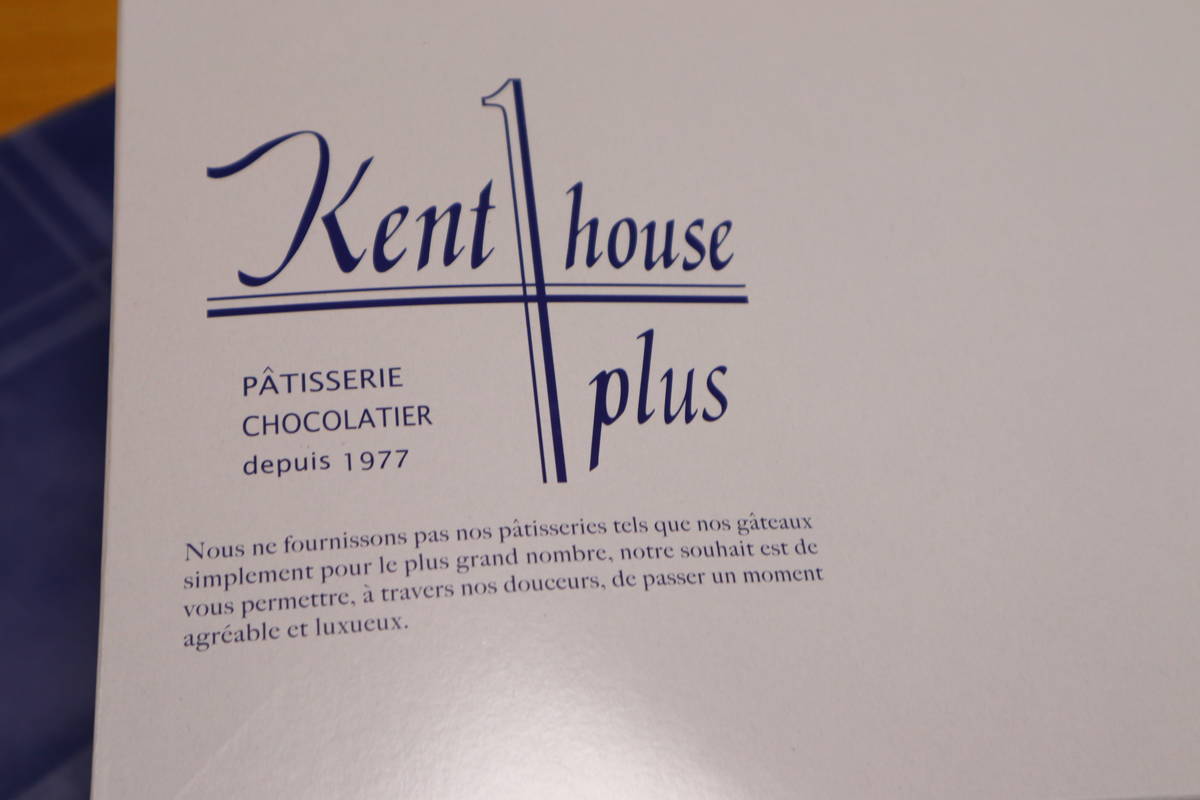 Kent house
plus
PÂTISSERIE
CHOCOLATIER
depuis 1977
Nous ne fournissons pas nos pâtisseries tels que nos gâteaux
simplement pour le plus grand nombre, notre souhait est de
vous permettre, à travers nos douceurs, de passer un moment
agréable et luxueux.